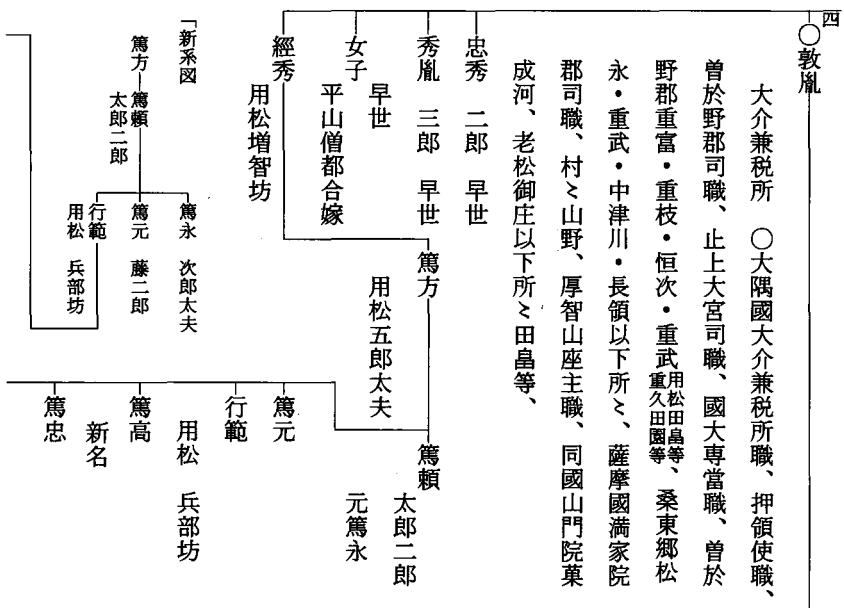 四
○敦胤
大介兼税所　○大隅國大介兼税所職、押領使職、
曽於野郡司職、止上大宮司職、國大専當職、曽於
野郡重富・重枝・恒次・重武用松田畠等重久田園等、桑東郷松
永・重武・中津川・長領以下所〻、薩摩國満家院
郡司職、村〻山野、厚智山座主職、同國山門院菓
成河、老松御庄以下所〻田畠等、
忠秀　二郎　早世
秀胤　三郎　早世
早世
女子
平山僧都合嫁
經秀
用松増智坊
篤方
用松五郎太夫
篤頼
太郎二郎
元篤永
篤元
行範
用松　兵部坊
篤高
新名
篤忠
「新系図
篤方
篤頼
太郎二郎
篤永　次郎太夫
篤元　藤二郎
行範
用松　兵部坊